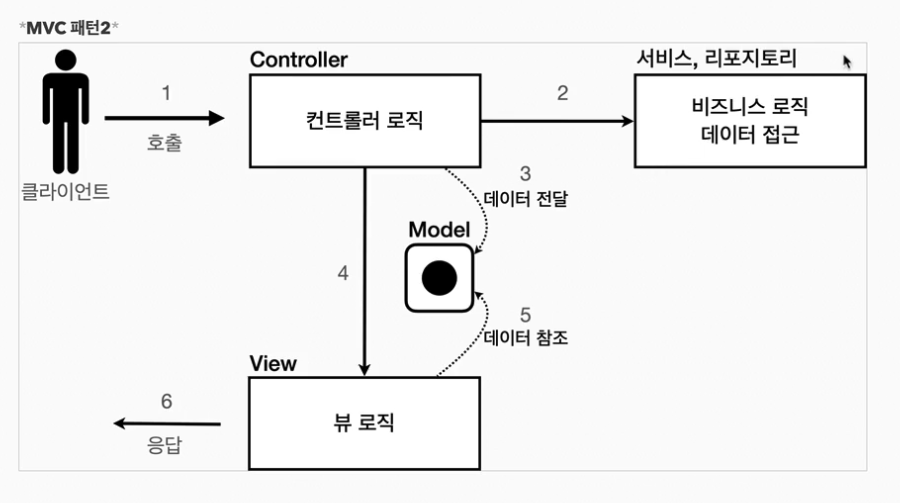 *MVC 패턴2*
Controller
서비스, 리포지토리
1
호출
컨트롤러 로직
2
비즈니스 로직
데이터 접근
클라이언트
3
데이터 전달
Model
4
5
데이터 참조
View
6
응답
뷰 로직